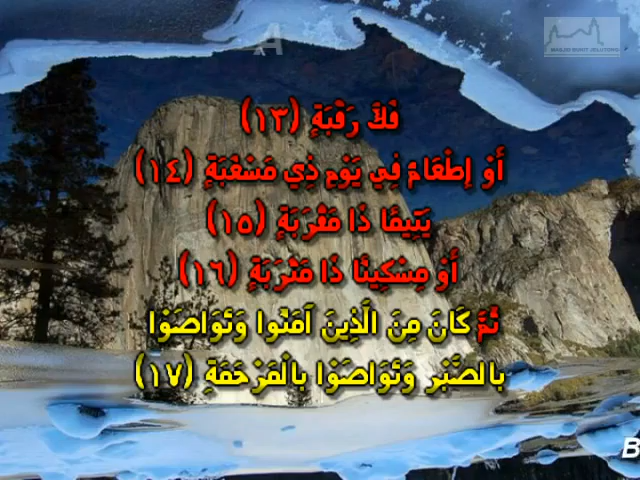 فَكُّ رَقَبَةٍ (١٣)
أَوْ إِطْعَامٌ فِي يَوْمٍ ذِي مَسْغَبَةٍ (١٤)
يَتِيمًا ذَا مَقْرَبَةٍ (١٥)
أَوْ مِسْكِينًا ذَا مَتْرَبَةٍ (١٦)
ثُمَّ كَانَ مِنَ الَّذِينَ آمَنُوا وَتَوَاصَوْا
بِالصَّبْرِ وَتَوَاصَوْا بِالْمَرْحَمَةِ (١٧)
A
B